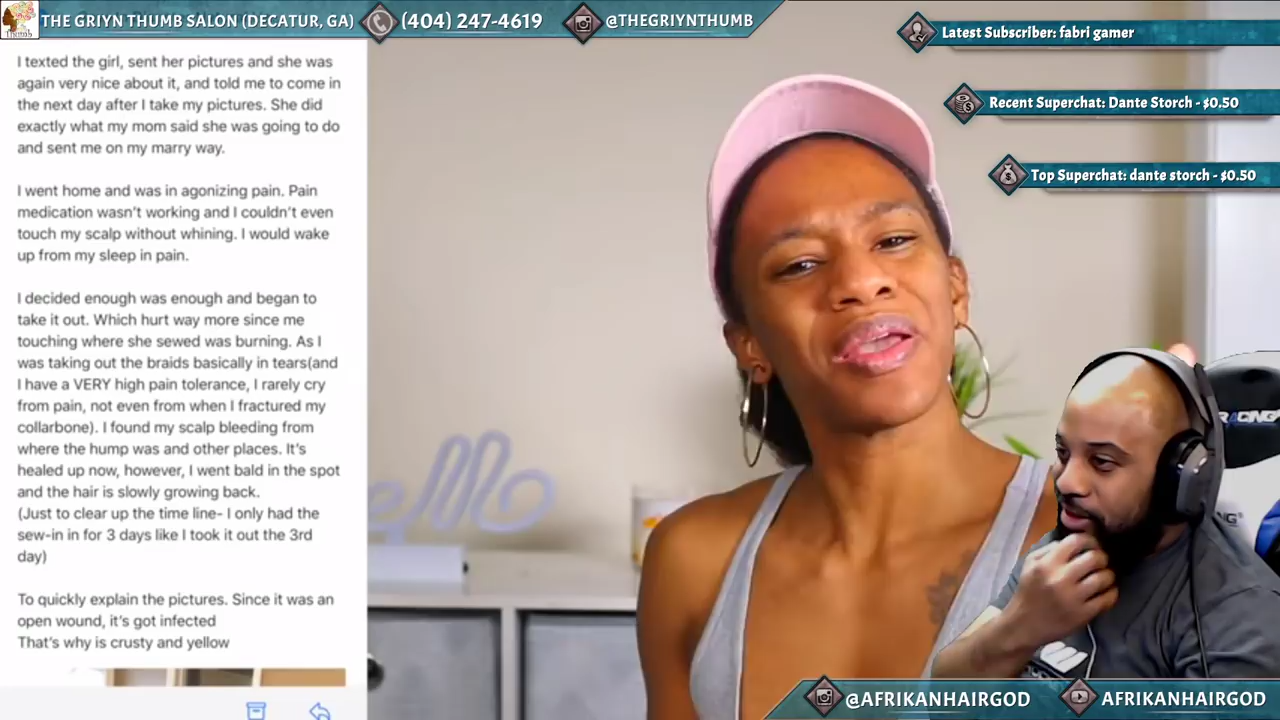 THE GRIYN THUMB SALON (DECATUR, GA)
(404) 247-4619
@THEGRIYNTHUMB
Latest Subscriber: fabri gamer
Recent Superchat: Dante Storch - $0.50
Top Superchat: dante storch - $0.50
I texted the girl, sent her pictures and she was
again very nice about it, and told me to come in
the next day after I take my pictures. She did
exactly what my mom said she was going to do
and sent me on my marry way.
I went home and was in agonizing pain. Pain
medication wasn't working and I couldn't even
touch my scalp without whining. I would wake
up from my sleep in pain.
I decided enough was enough and began to
take it out. Which hurt way more since me
touching where she sewed was burning. As I
was taking out the braids basically in tears(and
I have a VERY high pain tolerance, I rarely cry
from pain, not even from when I fractured my
collarbone). I found my scalp bleeding from
where the hump was and other places. It's
healed up now, however, I went bald in the spot
and the hair is slowly growing back.
(Just to clear up the time line- I only had the
sew-in in for 3 days like I took it out the 3rd
day)
To quickly explain the pictures. Since it was an
open wound, it's got infected
That's why is crusty and yellow
hello
RACING
@AFRIKANHAIRGOD
AFRIKANHAIRGOD